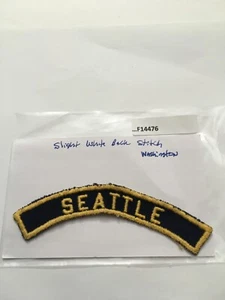 F14476
Slight White Back Stitch
Washington
SEATTLE